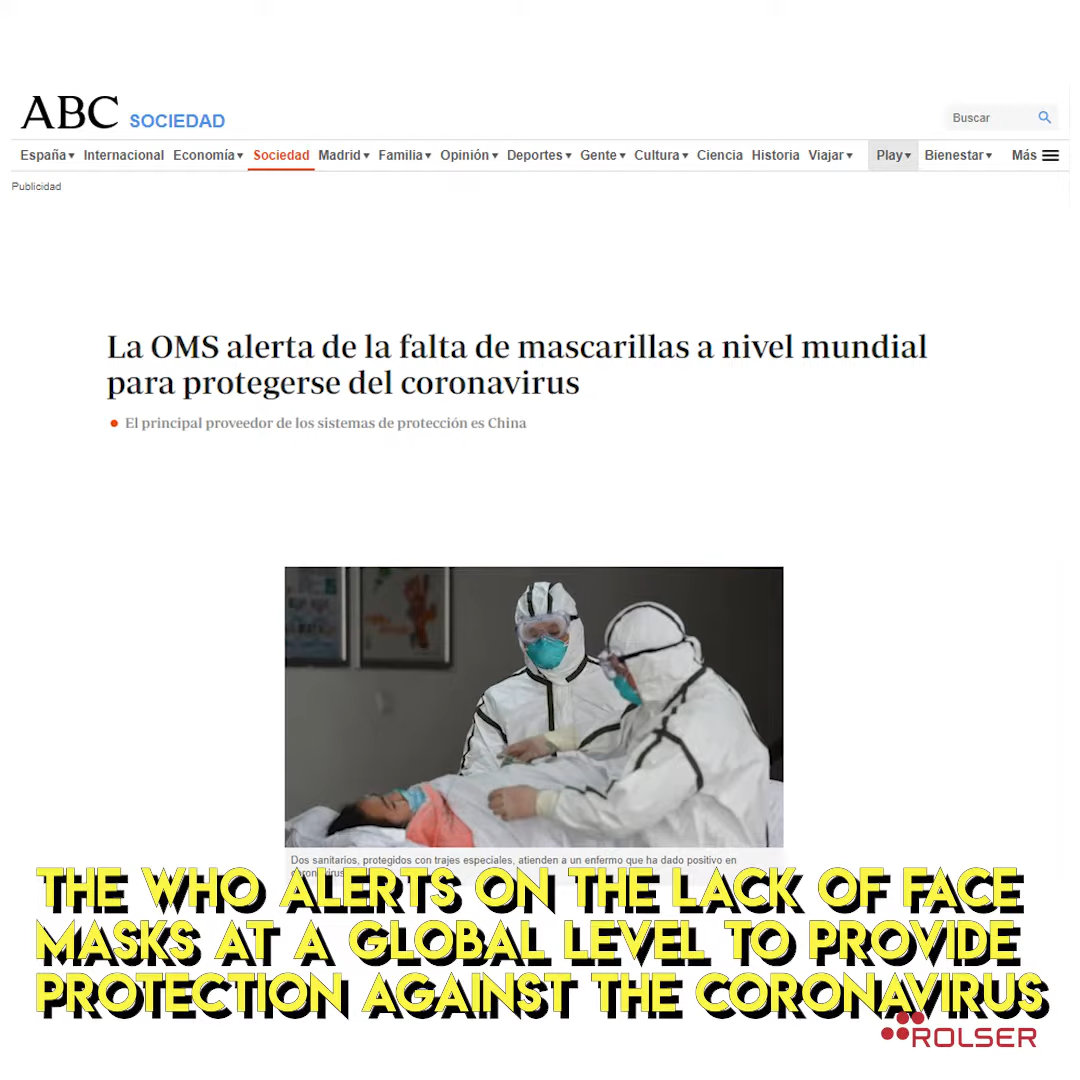 ABC SOCIEDAD
Buscar
España Internacional Economía Sociedad Madrid Familia Opinión Deportes Gente Cultura Ciencia Historia Viajar Play Bienestar Más
Publicidad
La OMS alerta de la falta de mascarillas a nivel mundial
para protegerse del coronavirus
El principal proveedor de los sistemas de protección es China
Dos sanitarios, protegidos con trajes especiales, atienden a un enfermo que ha dado positivo en
coronavirus
THE WHO ALERTS ON THE LACK OF FACE
MASKS AT A GLOBAL LEVEL TO PROVIDE
PROTECTION AGAINST THE CORONAVIRUS
ROLSER